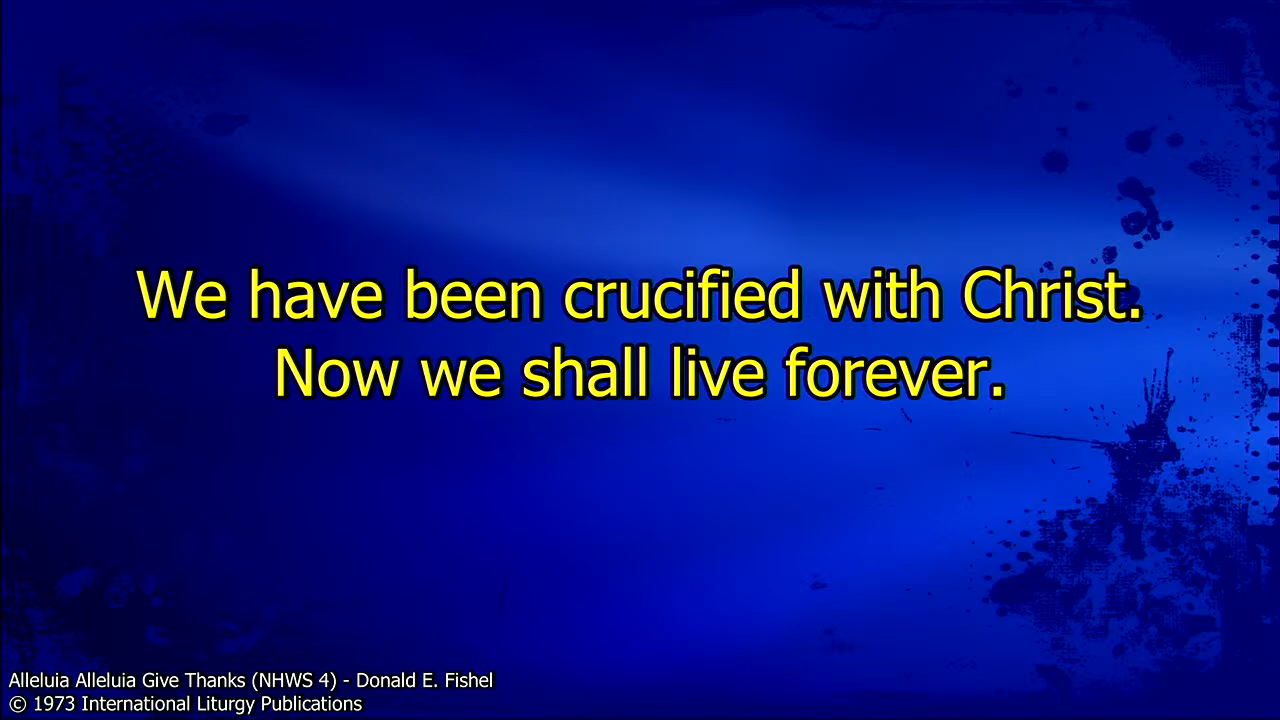 We have been crucified with Christ.
Now we shall live forever.
Alleluia Alleluia Give Thanks (NHWS 4) - Donald E. Fishel
© 1973 International Liturgy Publications